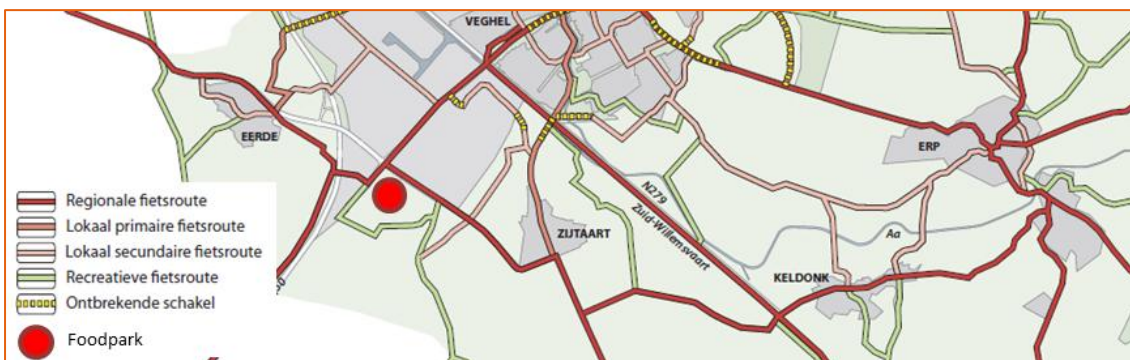 VEGHEL
EERDE
ERP
N279
Zuid-Willemsvaart
Aa
ZIJTAART
KELDONK
Regionale fietsroute
Lokaal primaire fietsroute
Lokaal secundaire fietsroute
Recreatieve fietsroute
Ontbrekende schakel
Foodpark